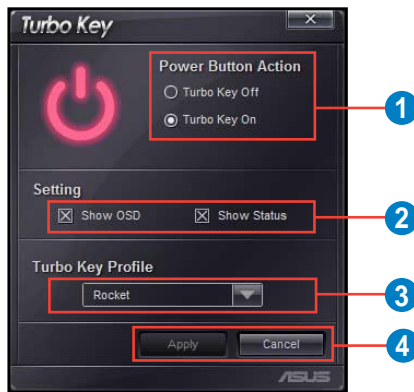 Turbo Key
Power Button Action
Turbo Key Off
Turbo Key On
1
Setting
Show OSD Show Status
2
Turbo Key Profile
Rocket
3
Apply Cancel
4
ASUS